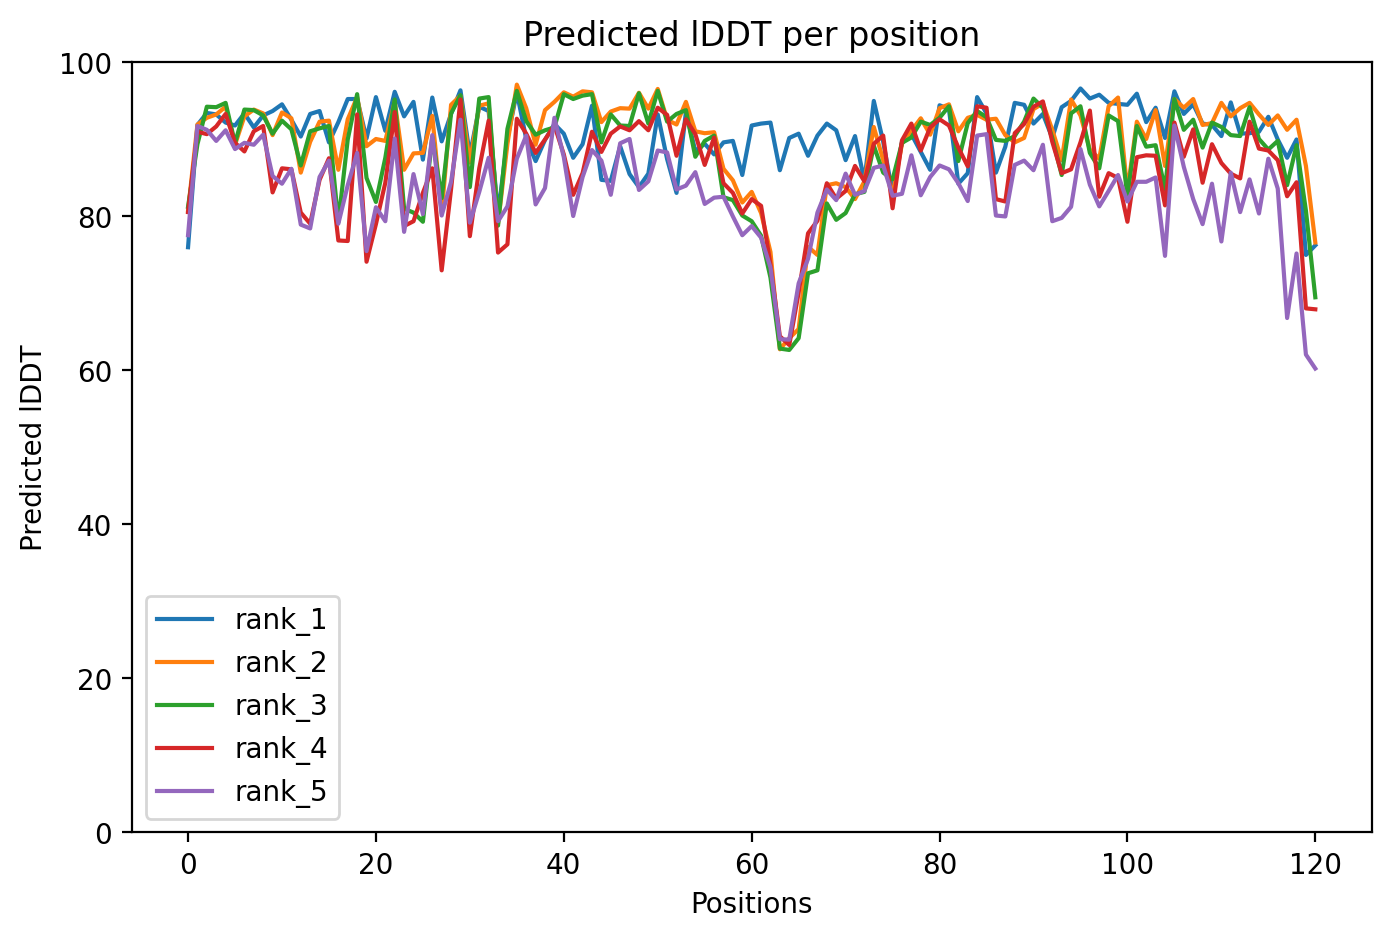 Predicted lDDT per position
Predicted lDDT
100
80
60
40
20
0
rank_1
rank_2
rank_3
rank_4
rank_5
0 20 40 60 80 100 120
Positions